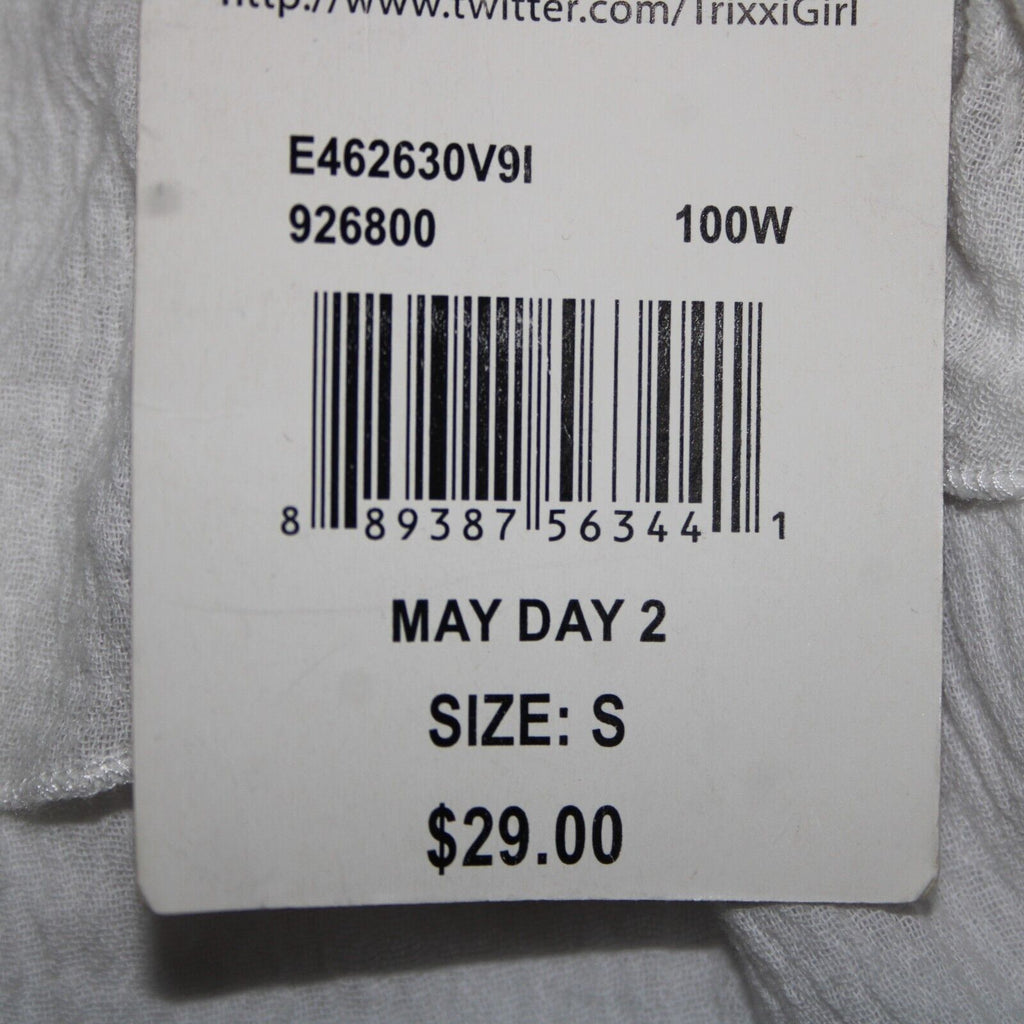 http://www.twitter.com/TrixxiGirl
E462630V9I
926800 100W
8 89387 56344 1
MAY DAY 2
SIZE: S
$29.00